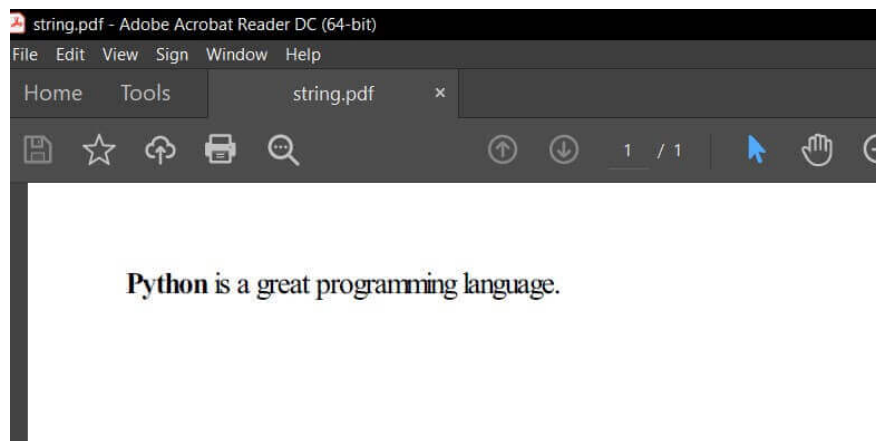 string.pdf - Adobe Acrobat Reader DC (64-bit)
File Edit View Sign Window Help
Home Tools string.pdf ×
1 / 1
Python is a great programming language.